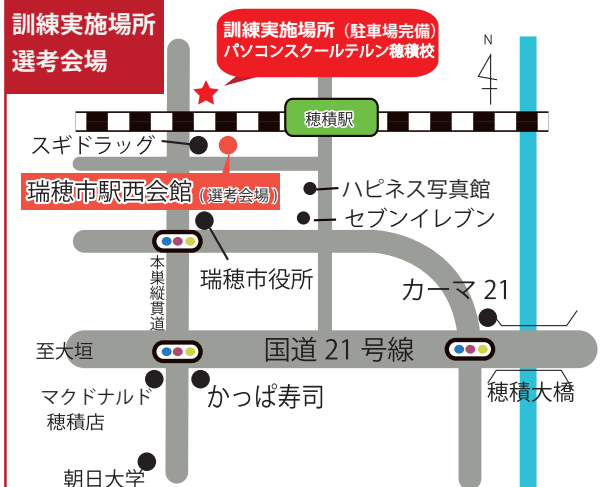 訓練実施場所
選考会場
訓練実施場所（駐車場完備）
パソコンスクールテルン穂積校
N
穂積駅
スギドラッグ
瑞穂市駅西会館（選考会場）
ハピネス写真館
セブンイレブン
本巣縦貫道
瑞穂市役所
カーマ 21
至大垣
国道 21 号線
マクドナルド
穂積店
かっぱ寿司
穂積大橋
朝日大学